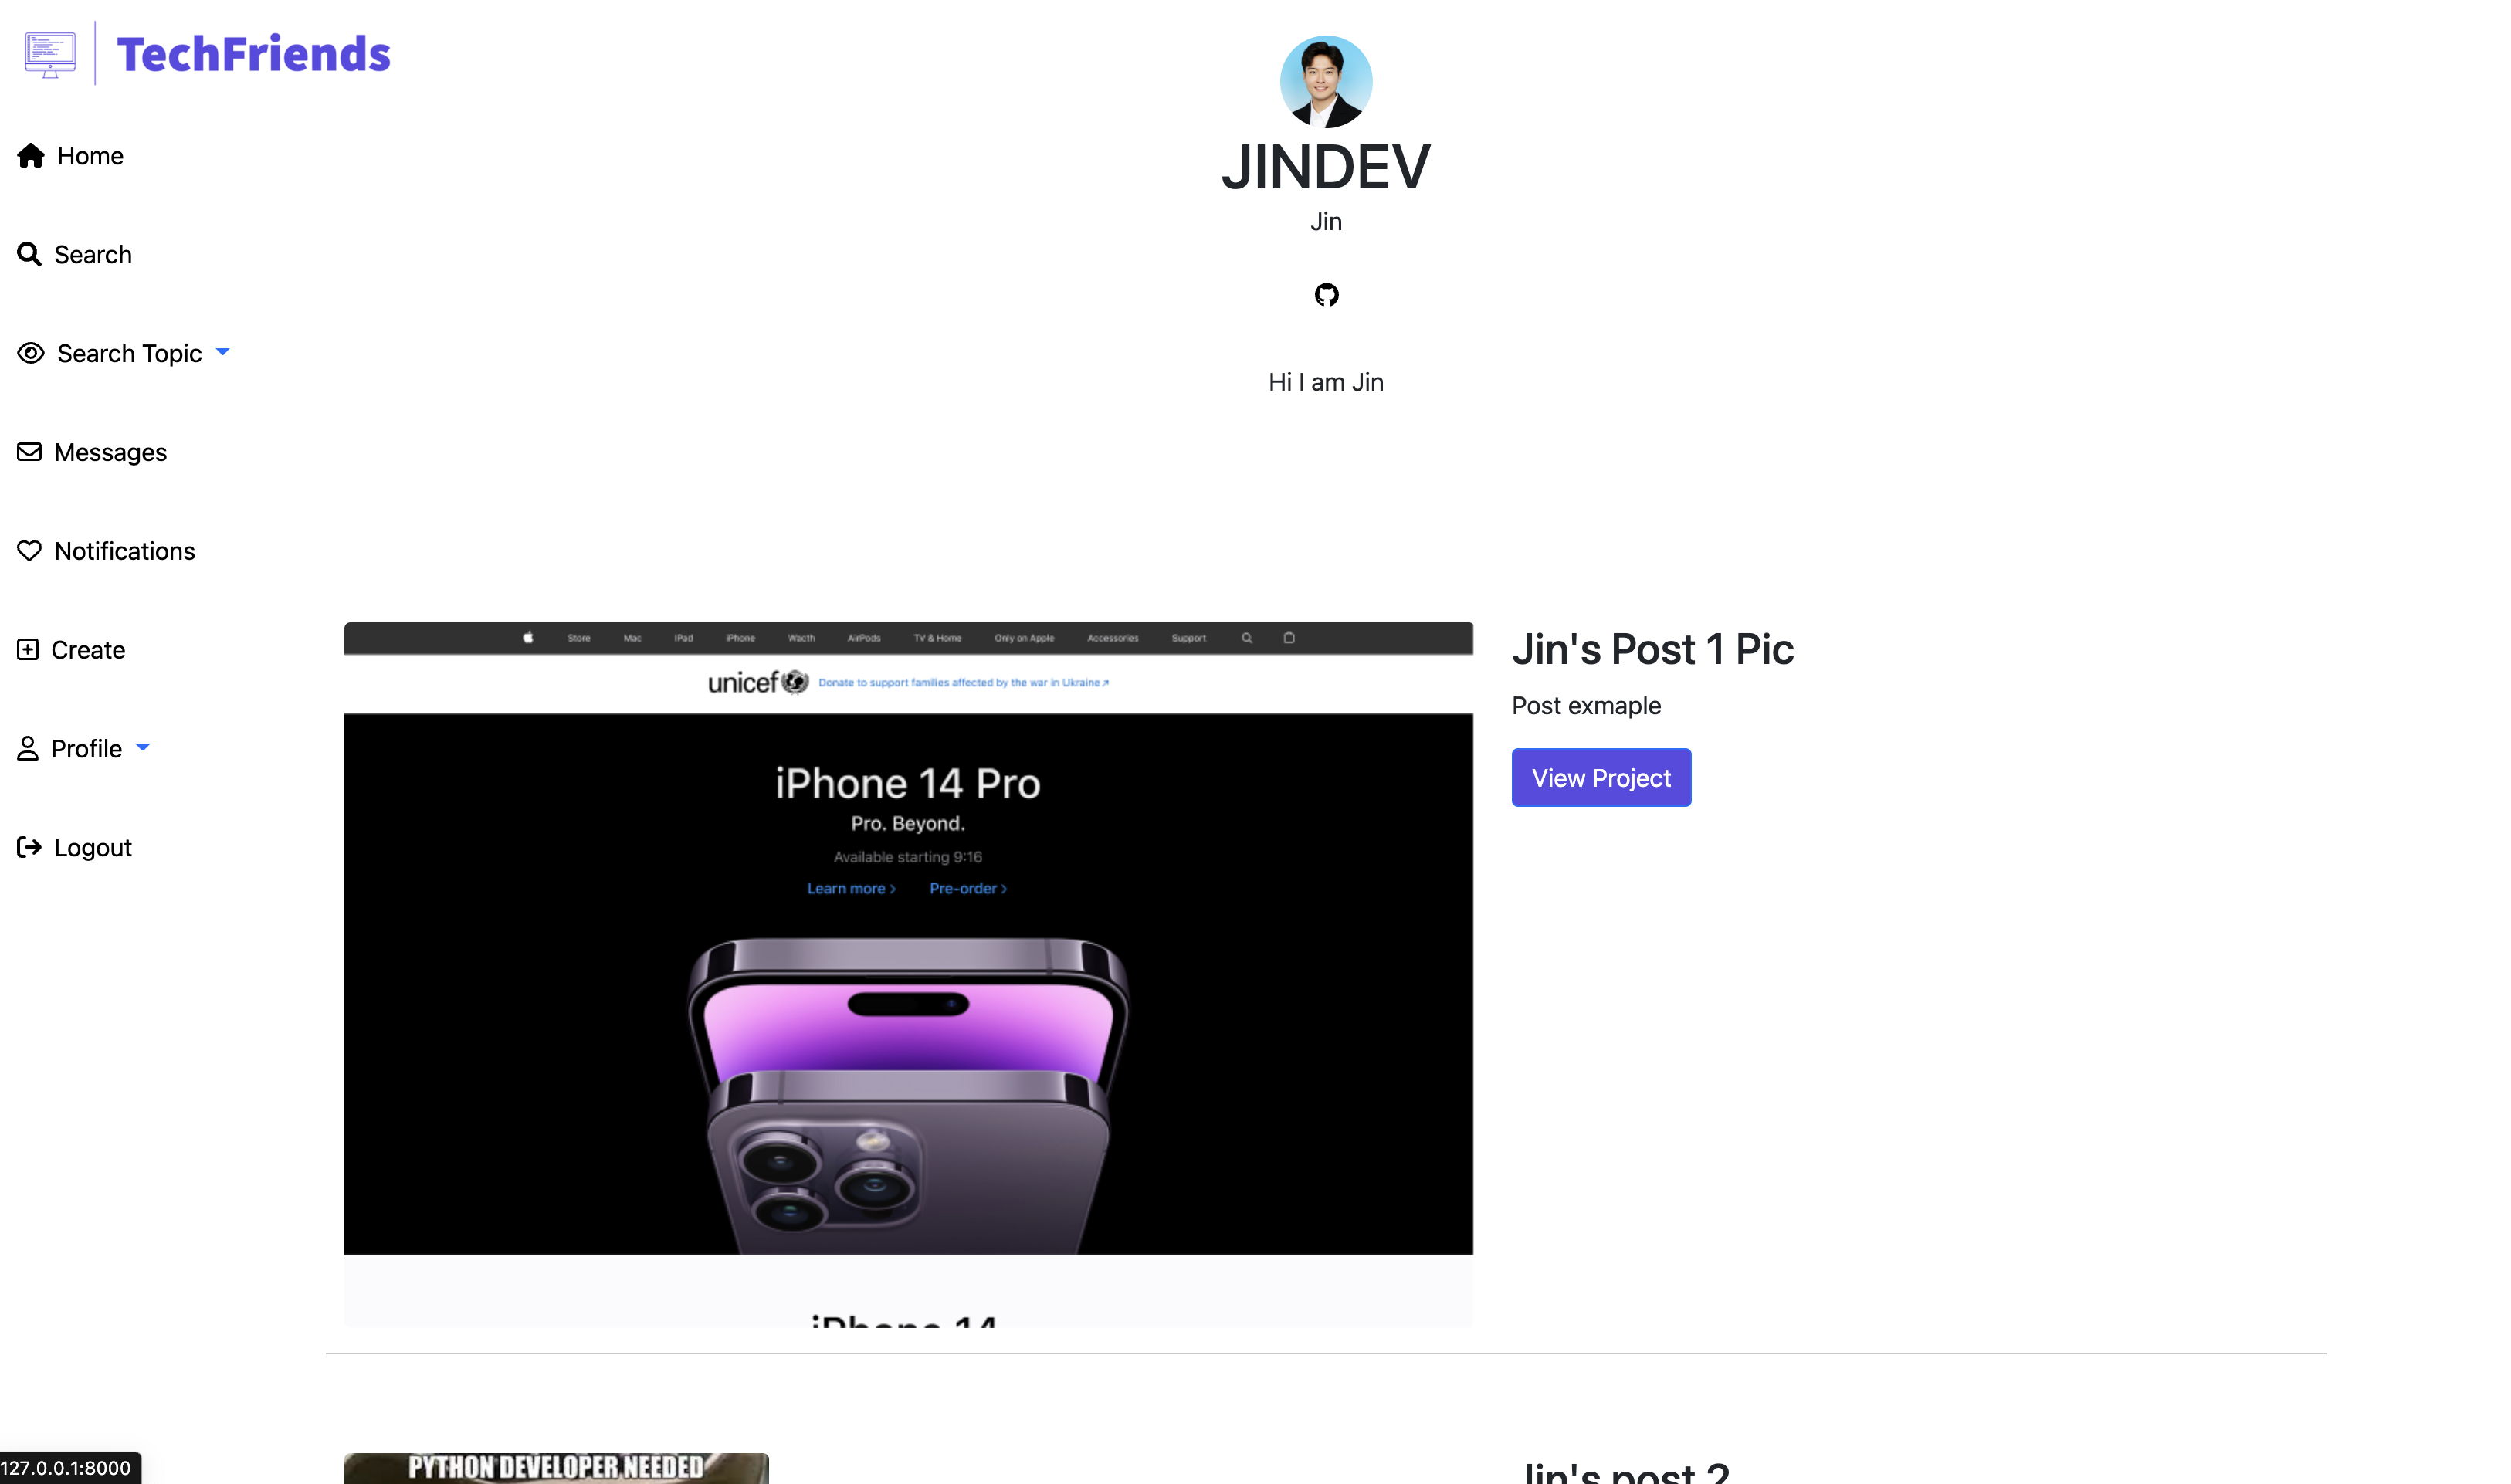 TechFriends
Home
Search
Search Topic
Messages
Notifications
Create
Profile
Logout
JINDEV
Jin
Hi I am Jin
Store Mac iPad iPhone Wacth AirPods TV & Home Only on Apple Accessories Support
unicef Donate to support families affected by the war in Ukraine
iPhone 14 Pro
Pro. Beyond.
Available starting 9:16
Learn more > Pre-order >
iPhone 14
Jin's Post 1 Pic
Post exmaple
View Project
PYTHON DEVELOPER NEEDED
Jin's post 2
127.0.0.1:8000